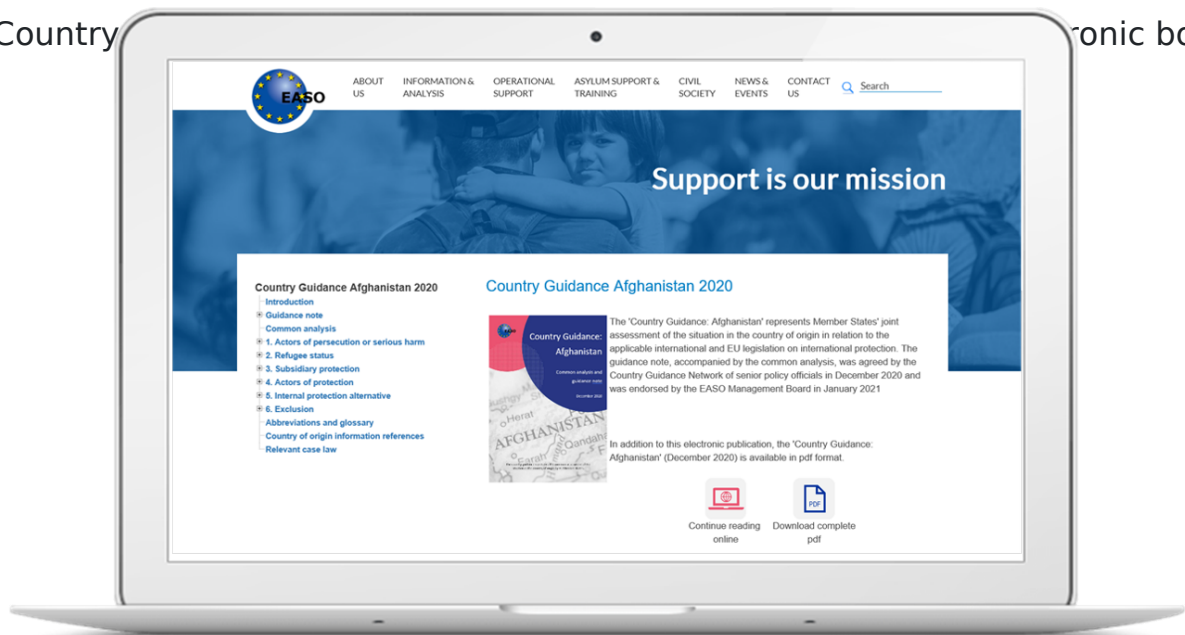 Country
ronic bo
EASO
ABOUT US
INFORMATION & ANALYSIS
OPERATIONAL SUPPORT
ASYLUM SUPPORT & TRAINING
CIVIL SOCIETY
NEWS & EVENTS
CONTACT US
Search
Support is our mission
Country Guidance Afghanistan 2020
Introduction
Guidance note
Common analysis
1. Actors of persecution or serious harm
2. Refugee status
3. Subsidiary protection
4. Actors of protection
5. Internal protection alternative
6. Exclusion
Abbreviations and glossary
Country of origin information references
Relevant case law
Country Guidance Afghanistan 2020
Country Guidance:
Afghanistan
Common analysis and
guidance note
December 2020
Herat
AFGHANISTAN
Farah
The 'Country Guidance: Afghanistan' represents Member States' joint
assessment of the situation in the country of origin in relation to the
applicable international and EU legislation on international protection. The
guidance note, accompanied by the common analysis, was agreed by the
Country Guidance Network of senior policy officials in December 2020 and
was endorsed by the EASO Management Board in January 2021
In addition to this electronic publication, the 'Country Guidance:
Afghanistan' (December 2020) is available in pdf format.
Continue reading
online
PDF
Download complete
pdf